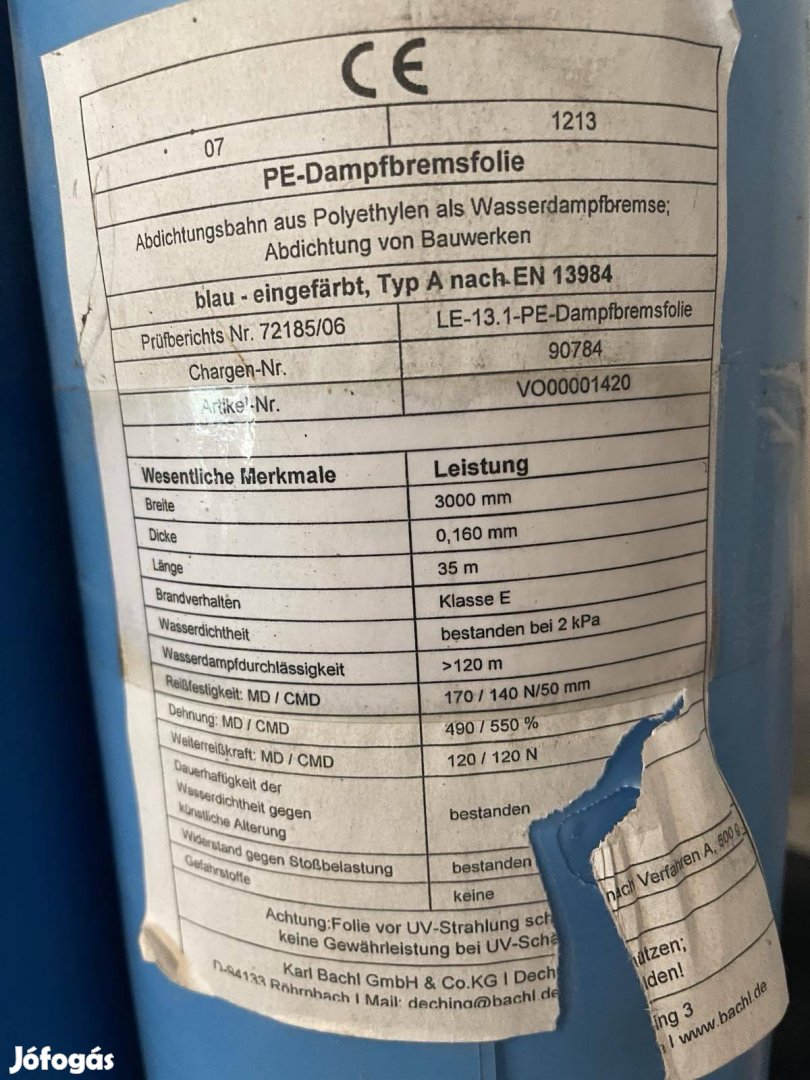 CE
07 1213
PE-Dampfbremsfolie
Abdichtungsbahn aus Polyethylen als Wasserdampfbremse;
Abdichtung von Bauwerken
blau - eingefärbt, Typ A nach EN 13984
Prüfberichts Nr. 72185/06 LE-13.1-PE-Dampfbremsfolie
Chargen-Nr. 90784
Artikel-Nr. VO00001420
Wesentliche Merkmale Leistung
Breite 3000 mm
Dicke 0,160 mm
Länge 35 m
Brandverhalten Klasse E
Wasserdichtheit bestanden bei 2 kPa
Wasserdampfdurchlässigkeit >120 m
Reißfestigkeit: MD / CMD 170 / 140 N/50 mm
Dehnung: MD / CMD 490 / 550 %
Weiterreißkraft: MD / CMD 120 / 120 N
Dauerhaftigkeit der
Wasserdichtheit gegen bestanden
künstliche Alterung
Widerstand gegen Stoßbelastung bestanden nach Verfahren A, 500 g
Gefahrstoffe keine
Achtung:Folie vor UV-Strahlung sch ützen;
keine Gewährleistung bei UV-Schä den!
Karl Bachl GmbH & Co.KG I Dech ing 3
D-94133 Röhrnbach I Mail: deching@bachl.de I www.bachl.de
Jófogás